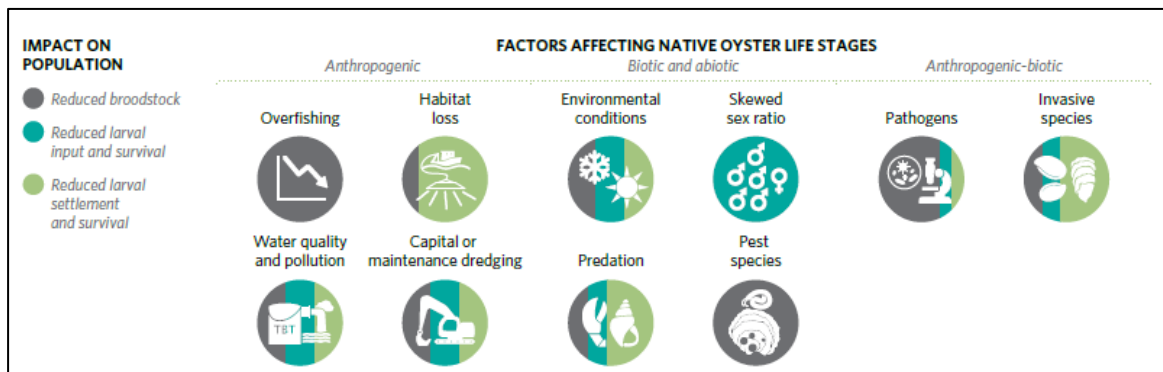 IMPACT ON
POPULATION
Reduced broodstock
Reduced larval
input and survival
Reduced larval
settlement
and survival
FACTORS AFFECTING NATIVE OYSTER LIFE STAGES
Anthropogenic
Biotic and abiotic
Anthropogenic-biotic
Overfishing
Habitat
loss
Environmental
conditions
Skewed
sex ratio
Pathogens
Invasive
species
Water quality
and pollution
Capital or
maintenance dredging
Predation
Pest
species
TBT